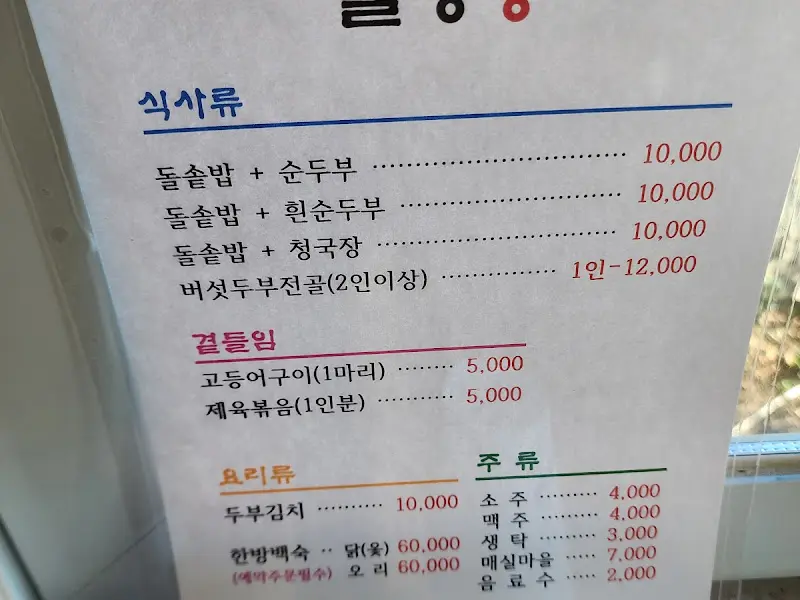 식사류
돌솥밥 + 순두부 ···························· 10,000
돌솥밥 + 흰순두부 ························ 10,000
돌솥밥 + 청국장 ·························· 10,000
버섯두부전골(2인이상) ·············· 1인-12,000
곁들임
고등어구이(1마리) ········ 5,000
제육볶음(1인분) ··········· 5,000
요리류
두부김치 ·········· 10,000
한방백숙 ·· 닭(옻) 60,000
(예약주문필수) 오 리 60,000
주 류
소 주 ········· 4,000
맥 주 ········· 4,000
생 탁 ········· 3,000
매실마을 ····· 7,000
음 료 수 ····· 2,000